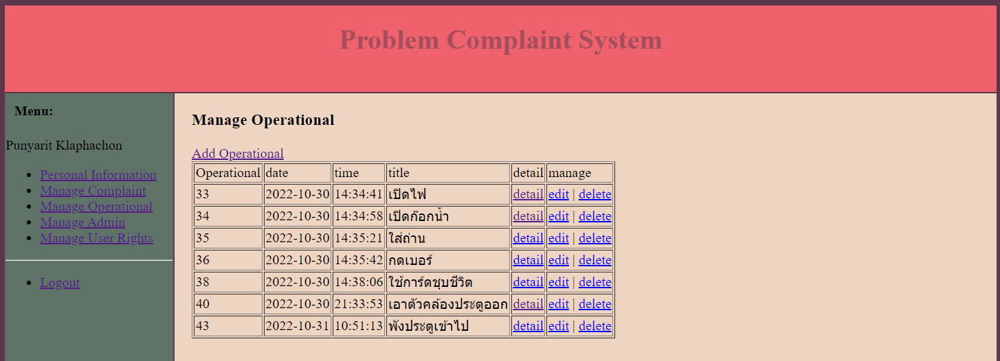 Problem Complaint System
Menu:
Punyarit Klaphachon
Personal Information
Manage Complaint
Manage Operational
Manage Admin
Manage User Rights
Logout
Manage Operational
Add Operational
Operational date time title detail manage
33 2022-10-30 14:34:41 เปิดไฟ detail edit | delete
34 2022-10-30 14:34:58 เปิดก๊อกน้ำ detail edit | delete
35 2022-10-30 14:35:21 ใส่ถ่าน detail edit | delete
36 2022-10-30 14:35:42 กดเบอร์ detail edit | delete
38 2022-10-30 14:38:06 ใช้การ์ดชุบชีวิต detail edit | delete
40 2022-10-30 21:33:53 เอาตัวคล้องประตูออก detail edit | delete
43 2022-10-31 10:51:13 พังประตูเข้าไป detail edit | delete